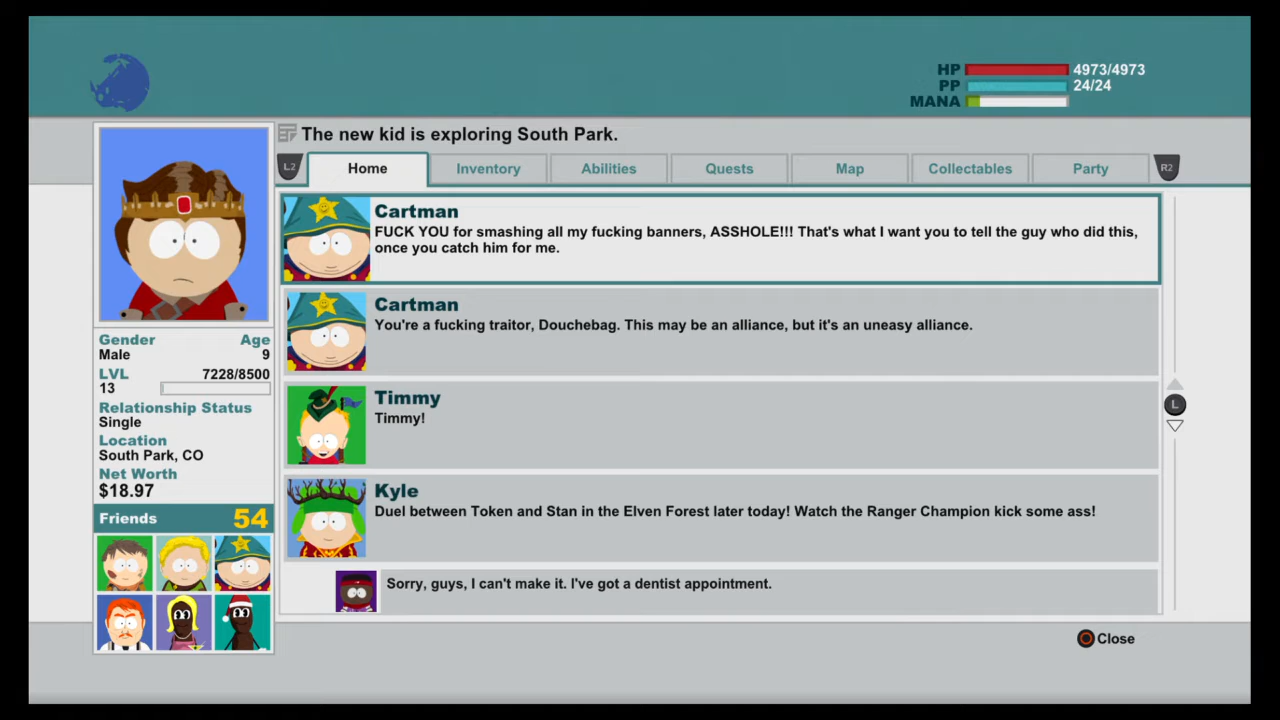 HP 4973/4973
PP 24/24
MANA
The new kid is exploring South Park.
L2 Home Inventory Abilities Quests Map Collectables Party R2
Cartman
FUCK YOU for smashing all my fucking banners, ASSHOLE!!! That's what I want you to tell the guy who did this,
once you catch him for me.
Cartman
You're a fucking traitor, Douchebag. This may be an alliance, but it's an uneasy alliance.
Timmy
Timmy!
Kyle
Duel between Token and Stan in the Elven Forest later today! Watch the Ranger Champion kick some ass!
Sorry, guys, I can't make it. I've got a dentist appointment.
Gender Age
Male 9
LVL 7228/8500
13
Relationship Status
Single
Location
South Park, CO
Net Worth
$18.97
Friends 54
L
Close